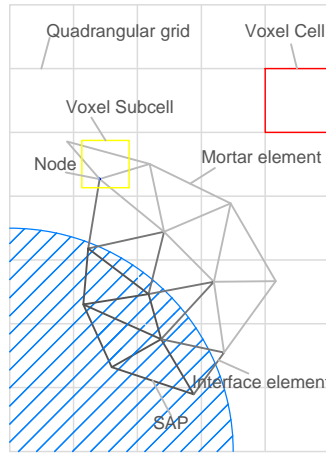 Quadrangular grid
Voxel Cell
Voxel Subcell
Mortar element
Node
Interface element
SAP